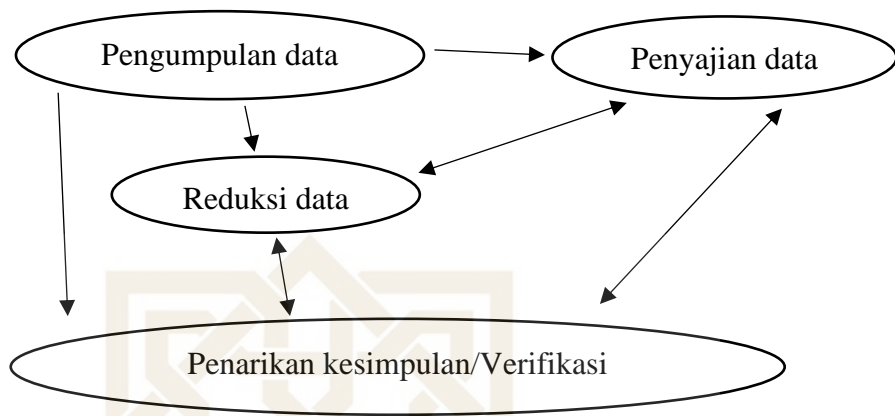 Pengumpulan data
Penyajian data
Reduksi data
Penarikan kesimpulan/Verifikasi